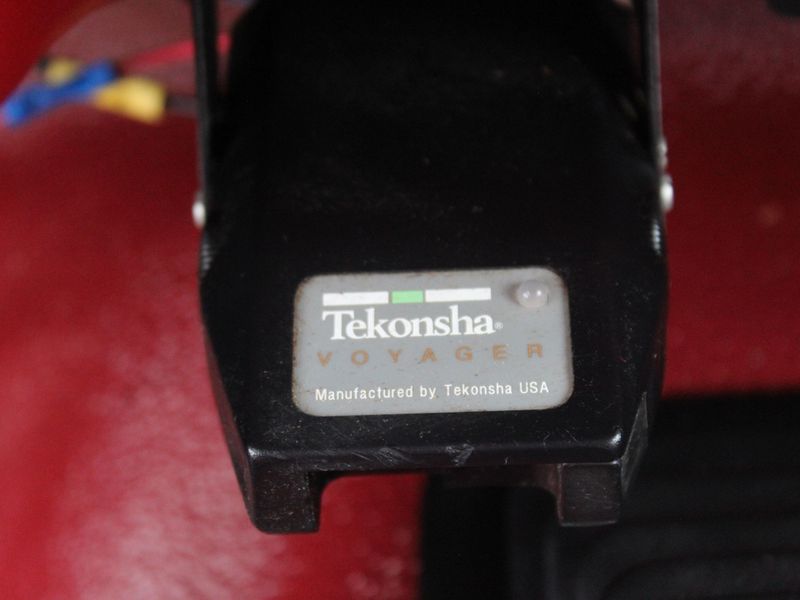 Tekonsha®
VOYAGER
Manufactured by Tekonsha USA